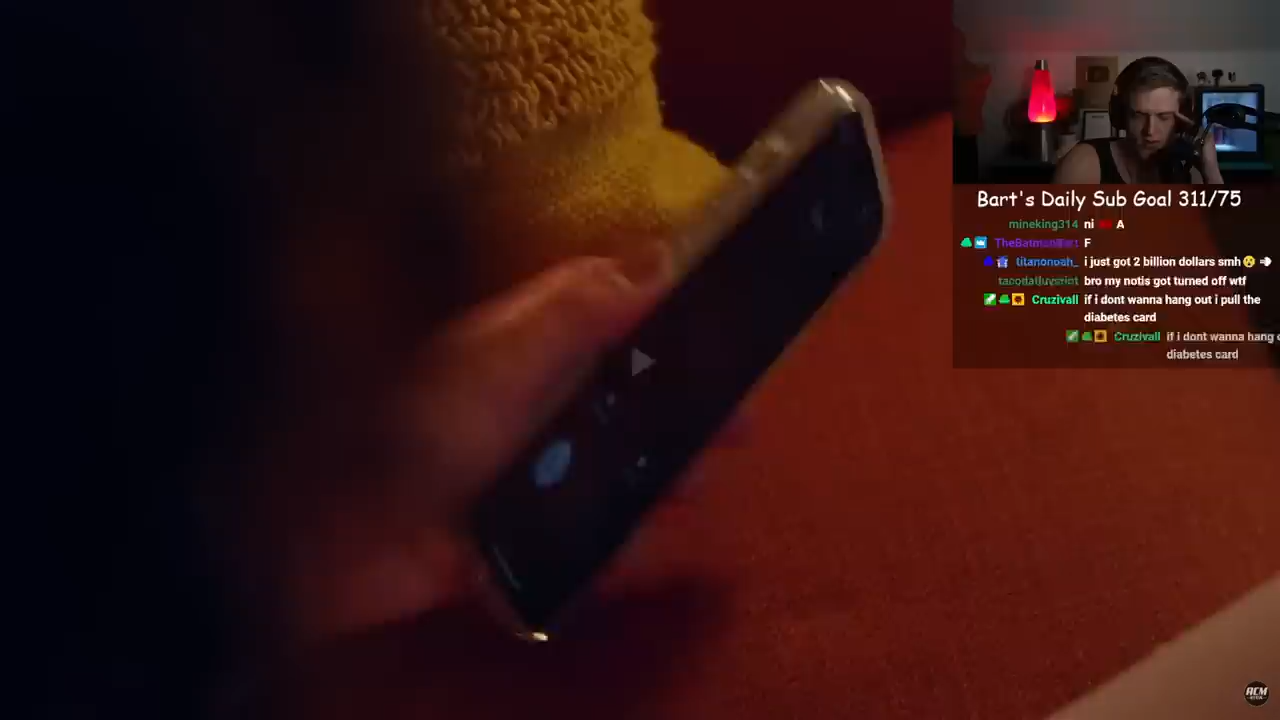 Bart's Daily Sub Goal 311/75
mineking314 ni A
F
titanonoah_ i just got 2 billion dollars smh
bro my notis got turned off wtf
Cruzivall if i dont wanna hang out i pull the
diabetes card
Cruzivall if i dont wanna hang
diabetes card
ACM